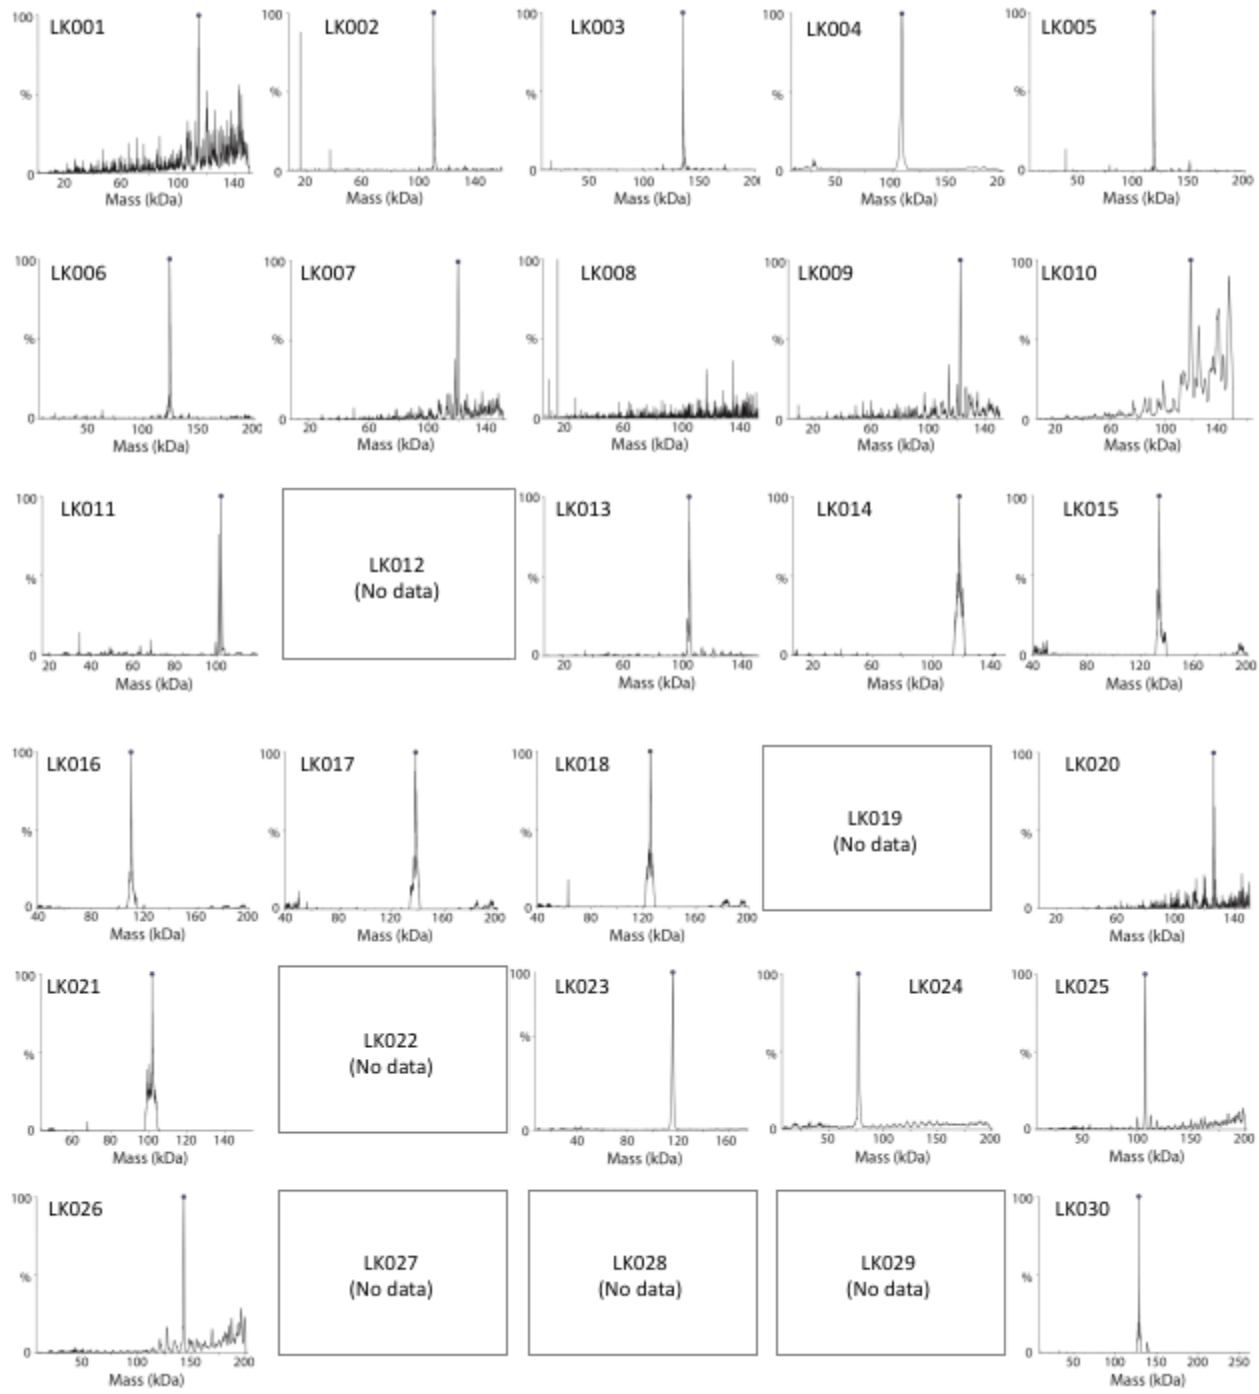 LK001
100
%
0
20 60 100 140
Mass (kDa)
LK002
100
%
0
20 60 100 140
Mass (kDa)
LK003
100
%
0
50 100 150 20
Mass (kDa)
LK004
100
%
0
50 100 150 20
Mass (kDa)
LK005
100
%
0
50 100 150 200
Mass (kDa)
LK006
100
%
0
50 100 150 200
Mass (kDa)
LK007
100
%
0
20 60 100 140
Mass (kDa)
LK008
100
%
0
20 60 100 140
Mass (kDa)
LK009
100
%
0
20 60 100 140
Mass (kDa)
LK010
100
%
0
20 60 100 140
Mass (kDa)
LK011
100
%
0
20 40 60 80 100
Mass (kDa)
LK012
(No data)
LK013
100
%
0
20 60 100 140
Mass (kDa)
LK014
100
%
0
20 60 100 140
Mass (kDa)
LK015
100
%
0
40 80 120 160 200
Mass (kDa)
LK016
100
%
0
40 80 120 160 200
Mass (kDa)
LK017
100
%
0
40 80 120 160 200
Mass (kDa)
LK018
100
%
0
40 80 120 160 200
Mass (kDa)
LK019
(No data)
LK020
100
%
0
20 60 100 140
Mass (kDa)
LK021
100
%
0
60 80 100 120 140
Mass (kDa)
LK022
(No data)
LK023
100
%
0
40 80 120 160
Mass (kDa)
LK024
100
%
0
50 100 150 200
Mass (kDa)
LK025
100
%
0
50 100 150 200
Mass (kDa)
LK026
100
%
0
50 100 150 200
Mass (kDa)
LK027
(No data)
LK028
(No data)
LK029
(No data)
LK030
100
%
0
50 100 150 200 250
Mass (kDa)